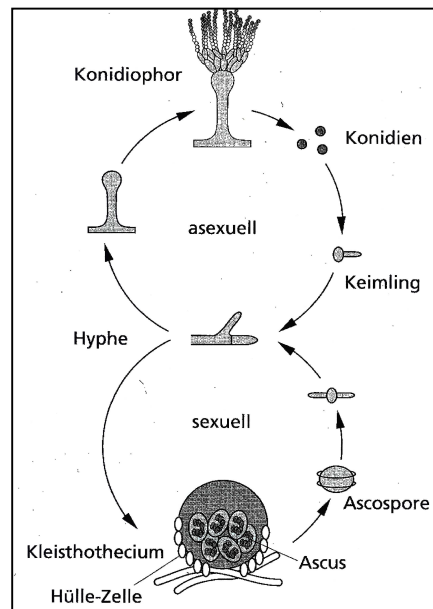 Konidiophor
Konidien
asexuell
Keimling
Hyphe
sexuell
Ascospore
Kleisthothecium
Ascus
Hülle-Zelle